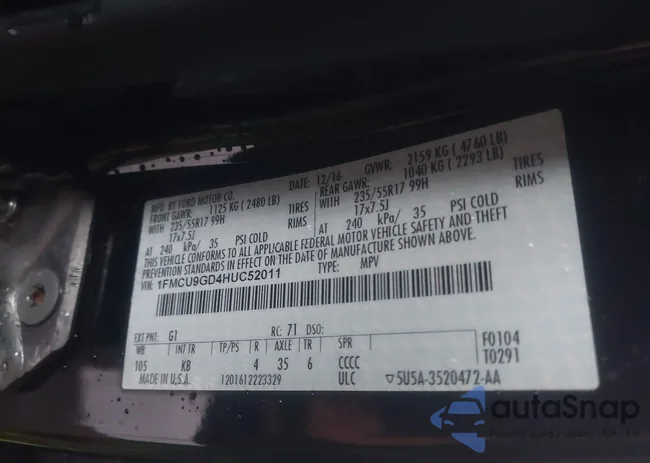 MFD. BY FORD MOTOR CO. DATE: 12/16 GVWR: 2159 KG ( 4760 LB)
FRONT GAWR: 1125 KG ( 2480 LB) REAR GAWR: 1040 KG ( 2293 LB)
WITH 235/55R17 99H TIRES WITH 235/55R17 99H TIRES
17x7.5J RIMS 17x7.5J RIMS
AT 240 kPa/ 35 PSI COLD AT 240 kPa/ 35 PSI COLD
THIS VEHICLE CONFORMS TO ALL APPLICABLE FEDERAL MOTOR VEHICLE SAFETY AND THEFT
PREVENTION STANDARDS IN EFFECT ON THE DATE OF MANUFACTURE SHOWN ABOVE.
VIN: 1FMCU9GD4HUC52011 TYPE: MPV
EXT PNT: G1 RC: 71 DSO: F0104
WB INT TR TP/PS R AXLE TR SPR T0291
105 KB 4 35 6 CCCC
MADE IN U.S.A. 1201612223329 ULC 5U5A-3520472-AA
autaSnap